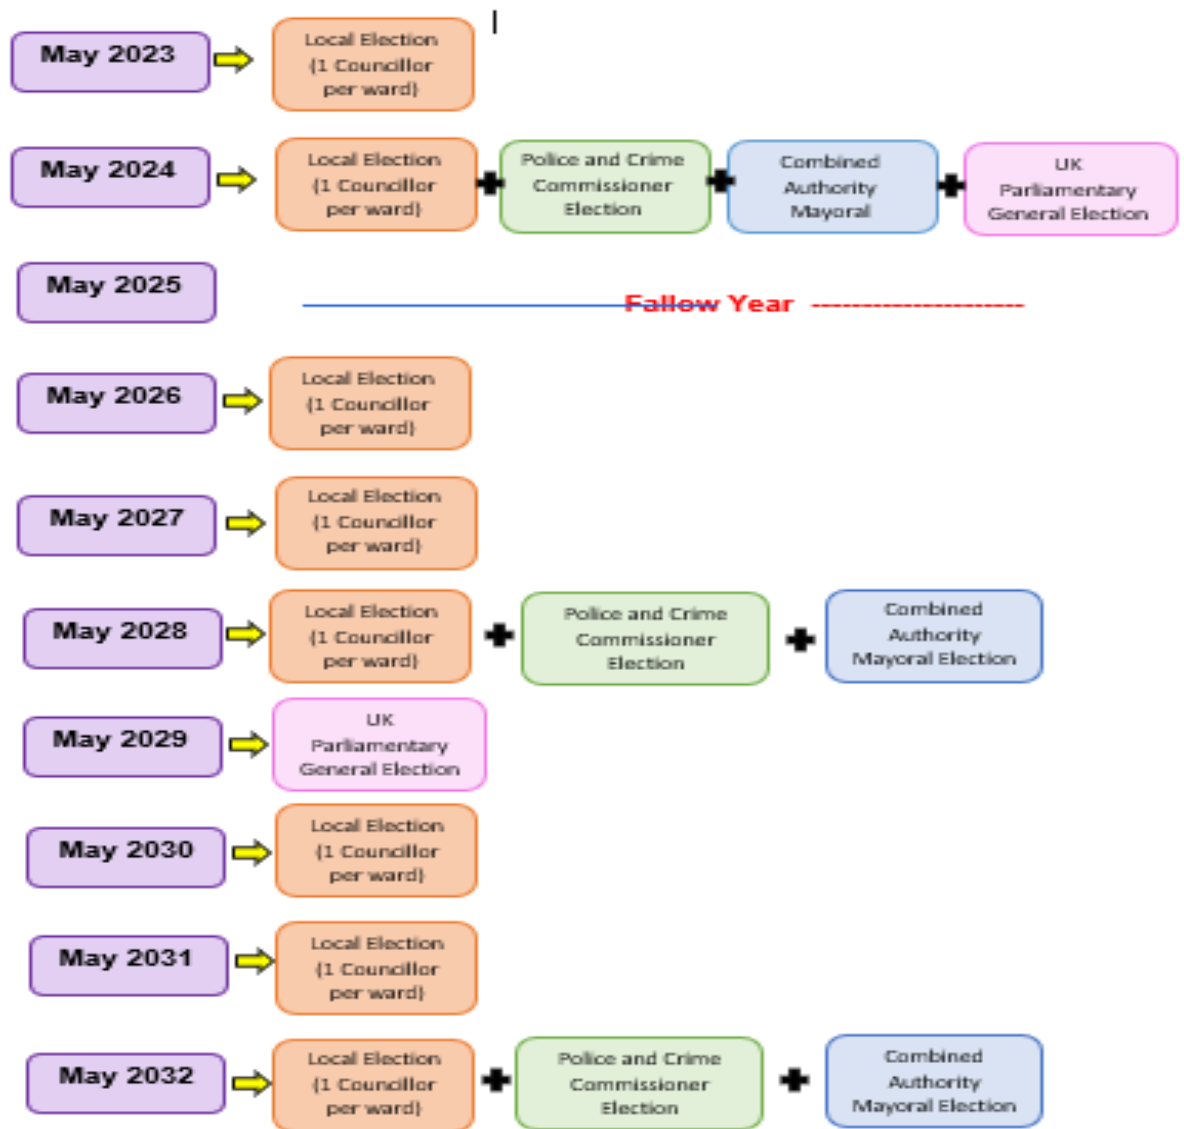 May 2023
Local Election
(1 Councillor
per ward)
May 2024
Local Election
(1 Councillor
per ward)
Police and Crime
Commissioner
Election
Combined
Authority
Mayoral
UK
Parliamentary
General Election
May 2025
Fallow Year
May 2026
Local Election
(1 Councillor
per ward)
May 2027
Local Election
(1 Councillor
per ward)
May 2028
Local Election
(1 Councillor
per ward)
Police and Crime
Commissioner
Election
Combined
Authority
Mayoral Election
May 2029
UK
Parliamentary
General Election
May 2030
Local Election
(1 Councillor
per ward)
May 2031
Local Election
(1 Councillor
per ward)
May 2032
Local Election
(1 Councillor
per ward)
Police and Crime
Commissioner
Election
Combined
Authority
Mayoral Election